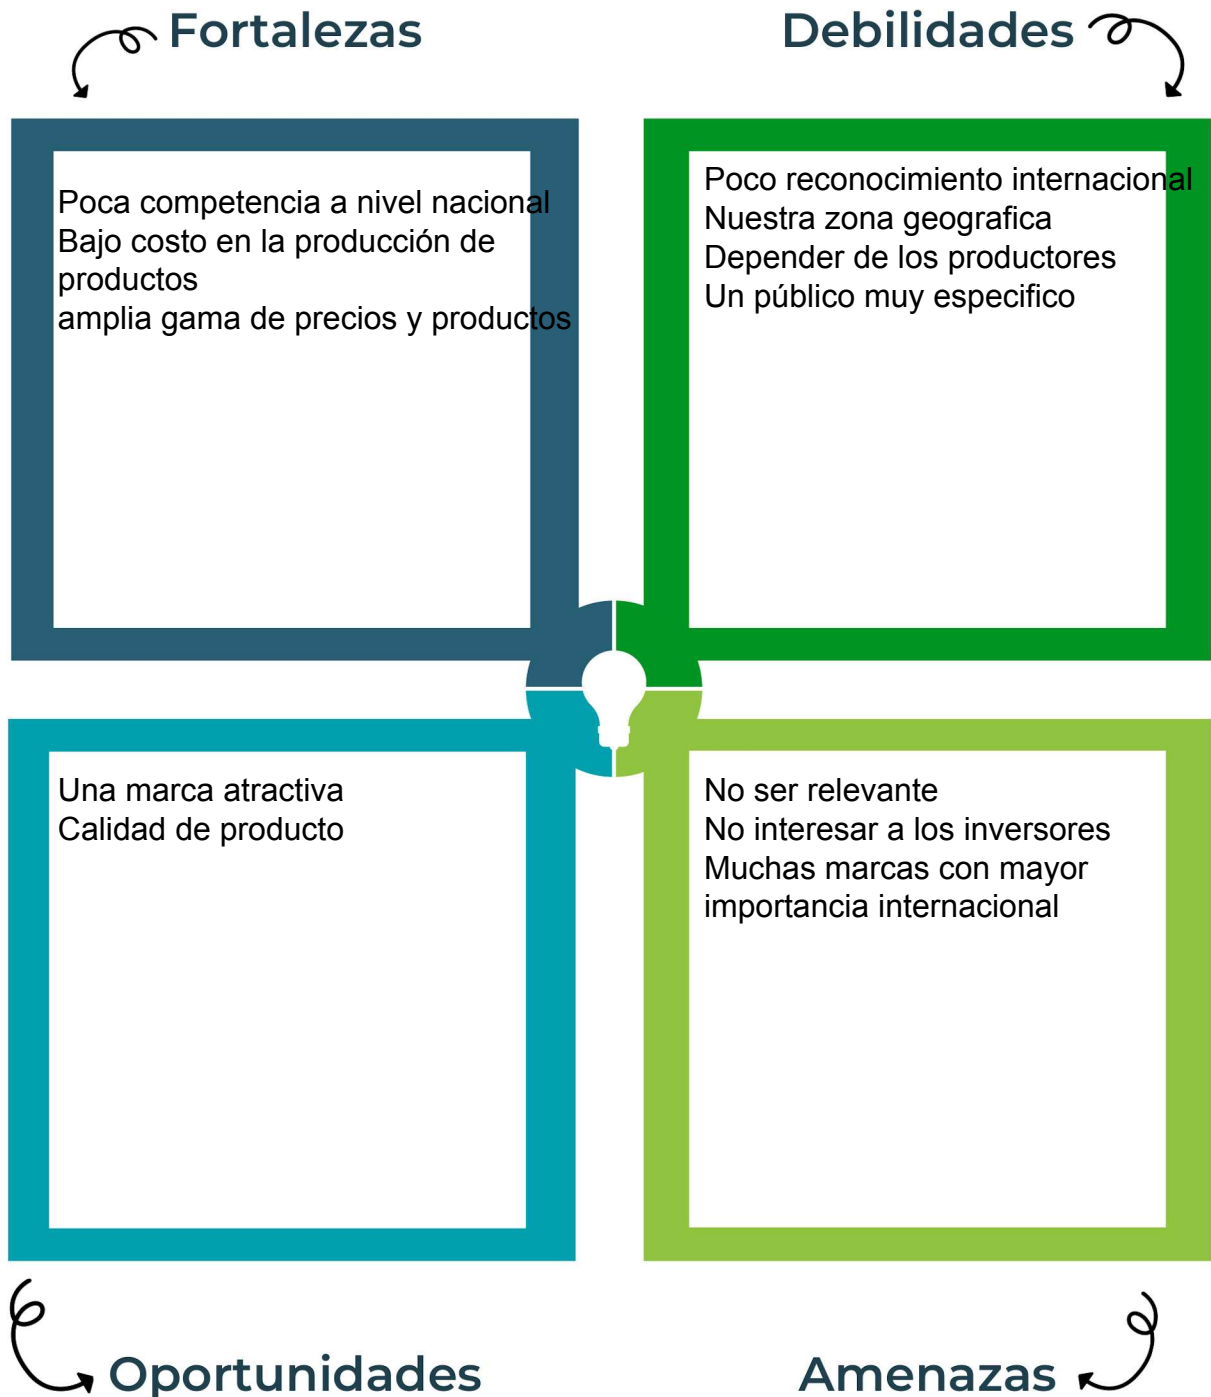 Fortalezas
Debilidades
Poca competencia a nivel nacional
Bajo costo en la producción de
productos
amplia gama de precios y productos
Poco reconocimiento internacional
Nuestra zona geografica
Depender de los productores
Un público muy especifico
Una marca atractiva
Calidad de producto
No ser relevante
No interesar a los inversores
Muchas marcas con mayor
importancia internacional
Oportunidades
Amenazas